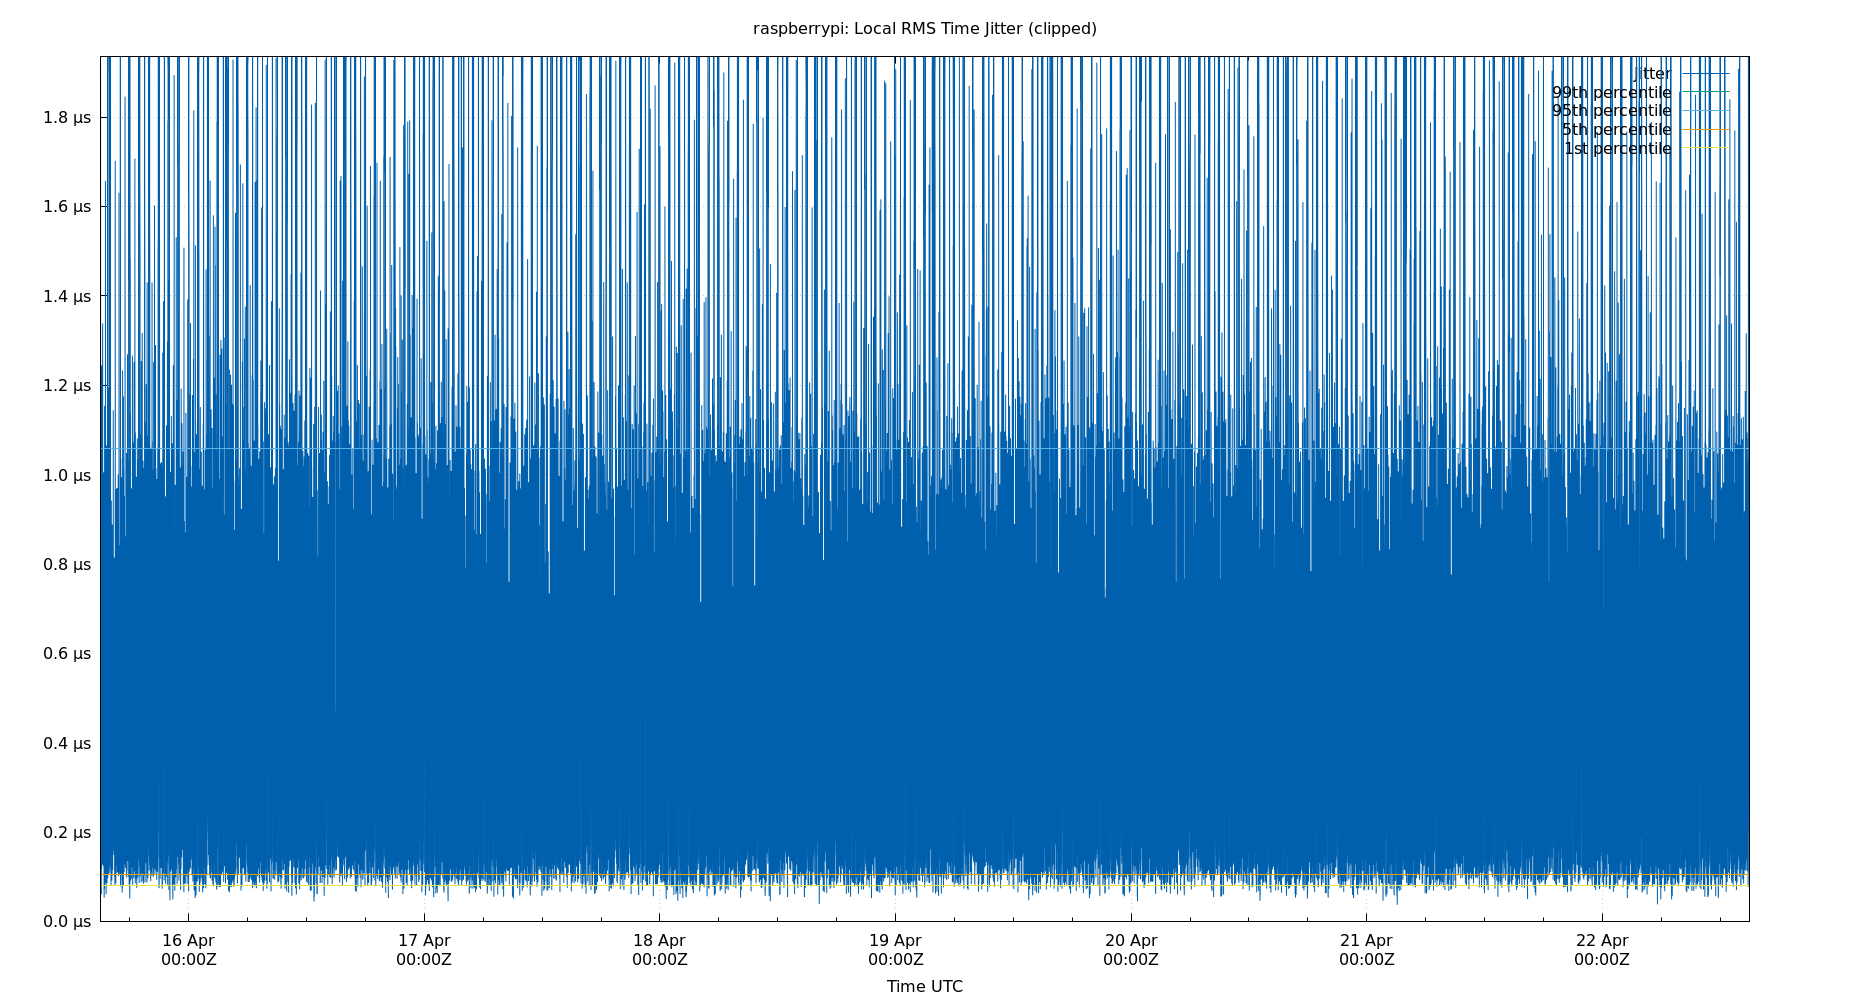 raspberrypi: Local RMS Time Jitter (clipped)
jitter
99th percentile
95th percentile
5th percentile
1st percentile
1.8 µs
1.6 µs
1.4 µs
1.2 µs
1.0 µs
0.8 µs
0.6 µs
0.4 µs
0.2 µs
0.0 µs
16 Apr 17 Apr 18 Apr 19 Apr 20 Apr 21 Apr 22 Apr
00:00Z 00:00Z 00:00Z 00:00Z 00:00Z 00:00Z 00:00Z
Time UTC